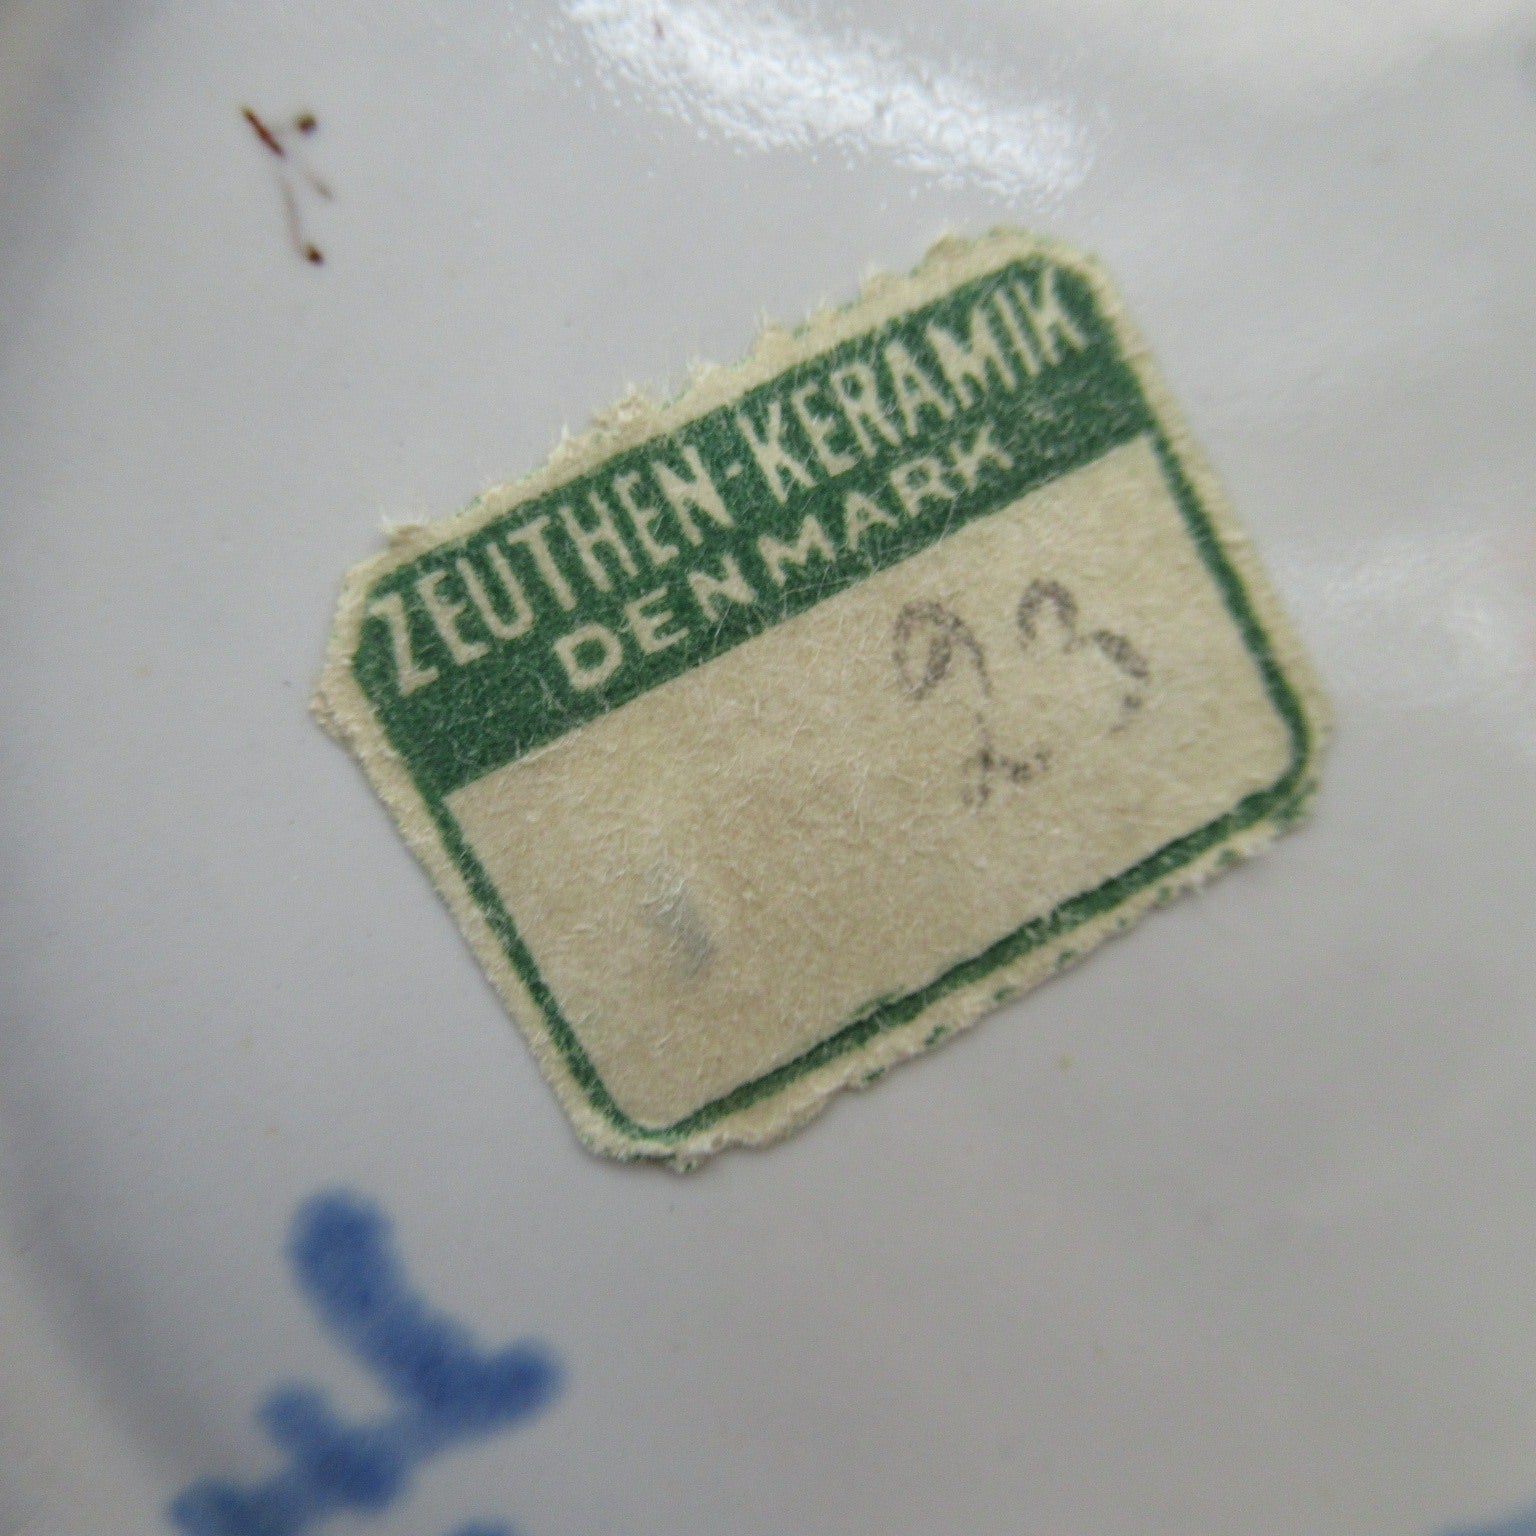 ZEUTHEN-KERAMIK
DENMARK
23